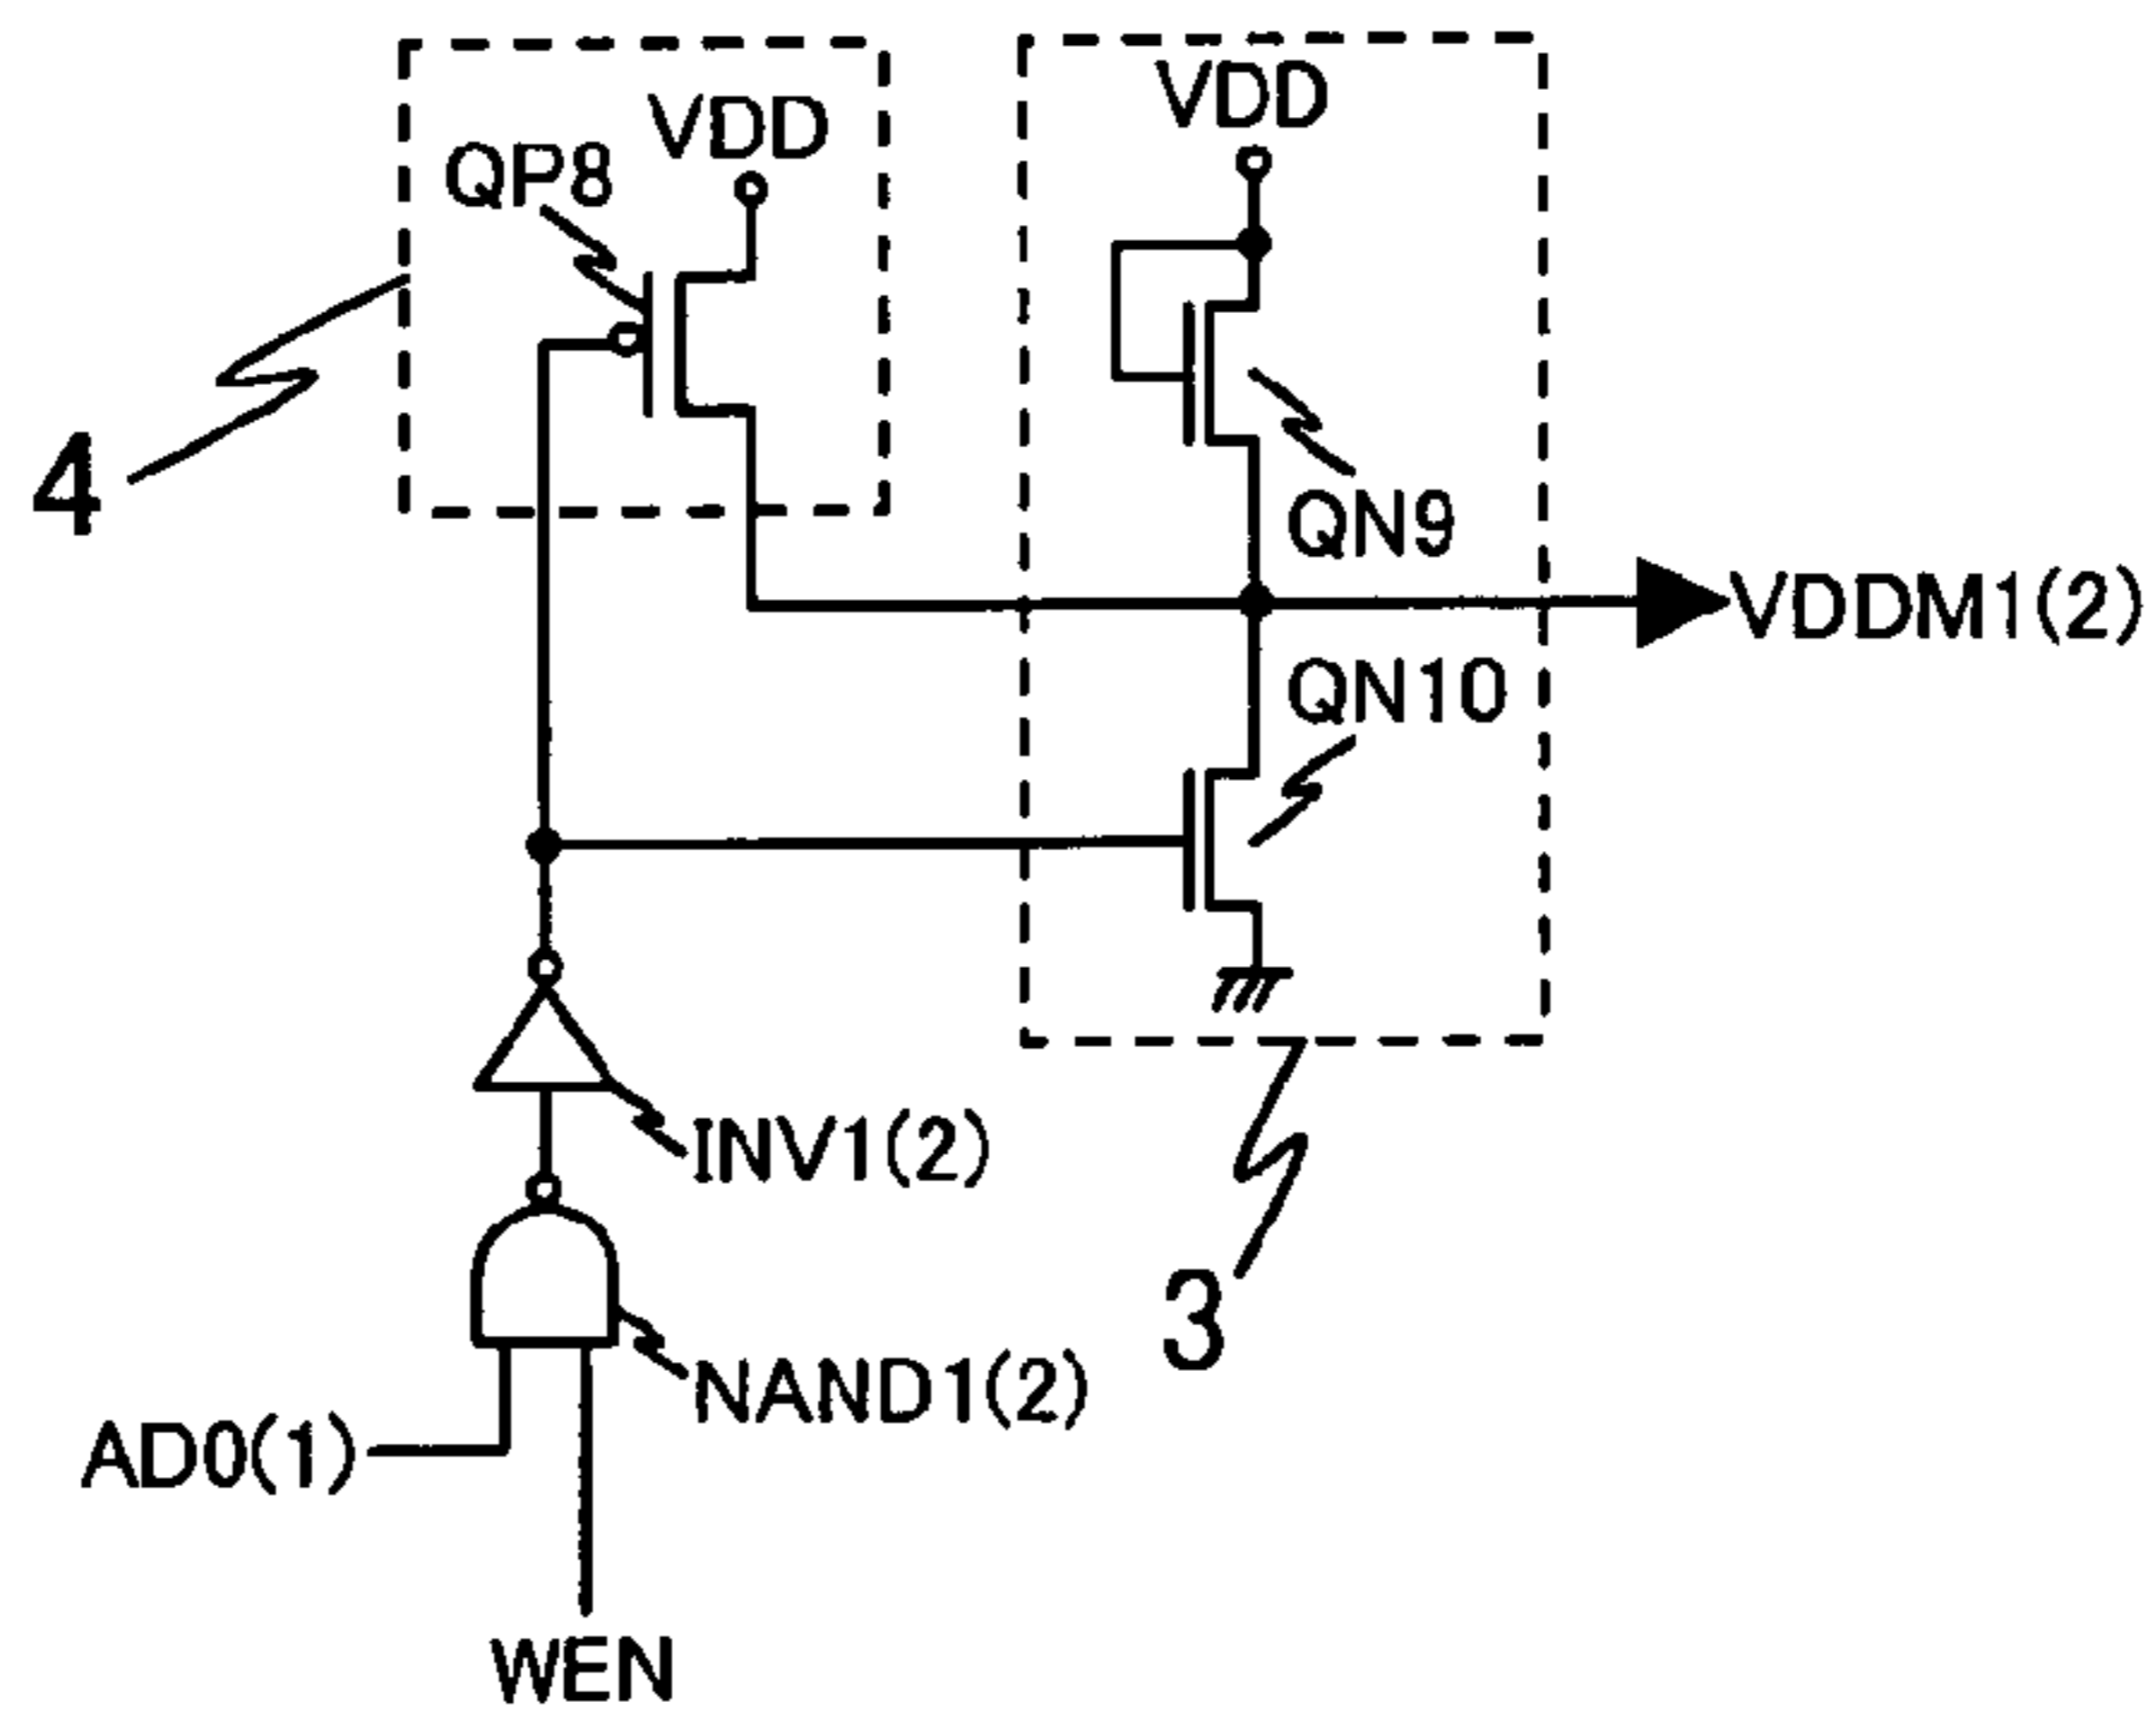 VDD
VDD
QP8
4
QN9
VDDM1(2)
QN10
INV1(2)
3
NAND1(2)
AD0(1)
WEN